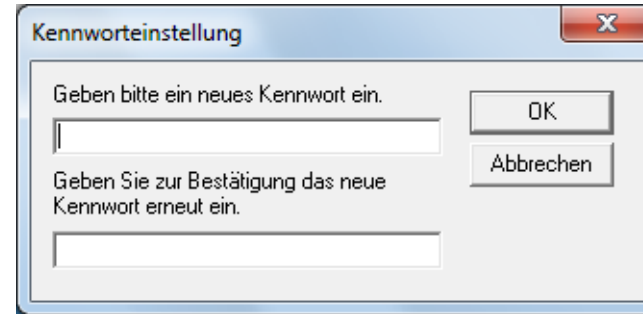 Kennworteinstellung
Geben bitte ein neues Kennwort ein.
OK
Abbrechen
Geben Sie zur Bestätigung das neue
Kennwort erneut ein.